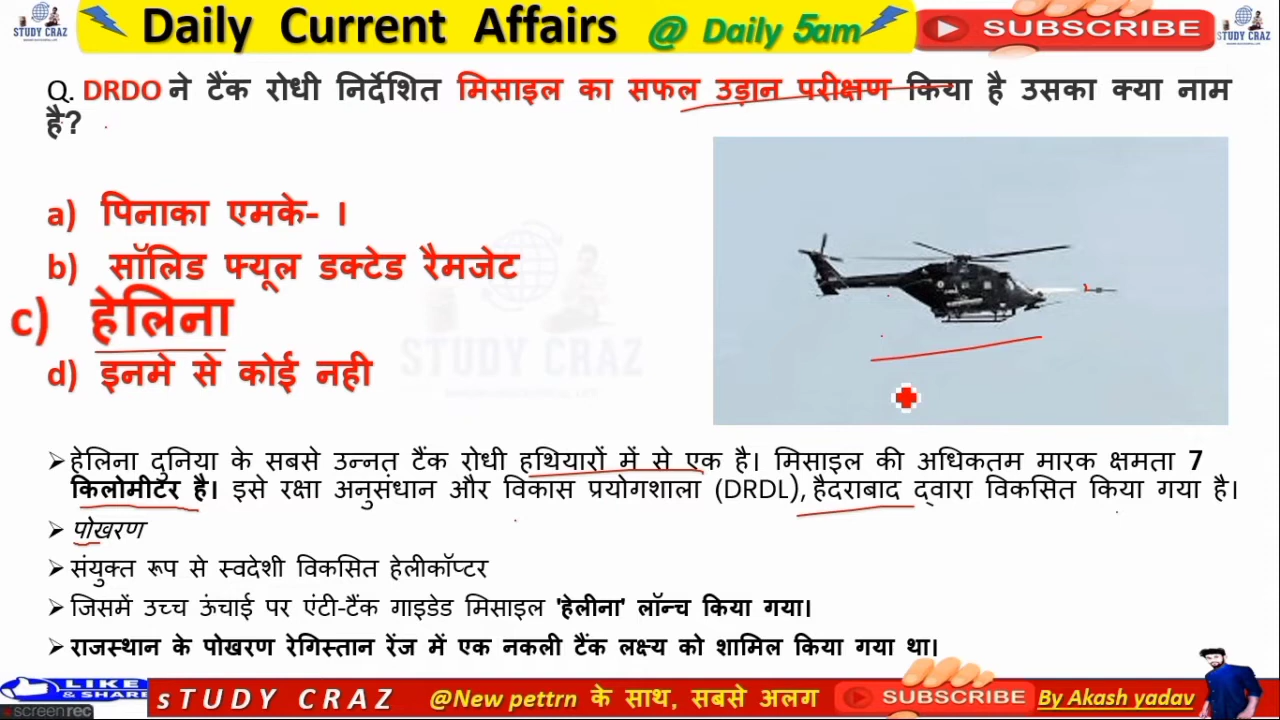 STUDY CRAZ
Daily Current Affairs @ Daily 5am
SUBSCRIBE
STUDY CRAZ
Q. DRDO ने टैंक रोधी निर्देशित मिसाइल का सफल उड़ान परीक्षण किया है उसका क्या नाम
है?
a) पिनाका एमके- ।
b) सॉलिड फ्यूल डक्टेड रैमजेट
c) हेलिना
d) इनमे से कोई नही
STUDY CRAZ
➢हेलिना दुनिया के सबसे उन्नत टैंक रोधी हथियारों में से एक है। मिसाइल की अधिकतम मारक क्षमता 7
किलोमीटर है। इसे रक्षा अनुसंधान और विकास प्रयोगशाला (DRDL), हैदराबाद द्वारा विकसित किया गया है।
➢पोखरण
➢संयुक्त रूप से स्वदेशी विकसित हेलीकॉप्टर
➢जिसमें उच्च ऊंचाई पर एंटी-टैंक गाइडेड मिसाइल 'हेलीना' लॉन्च किया गया।
➢राजस्थान के पोखरण रेगिस्तान रेंज में एक नकली टैंक लक्ष्य को शामिल किया गया था।
LIKE
& SHARE
sTUDY CRAZ @New pettrn के साथ, सबसे अलग SUBSCRIBE By Akash yadav
screenrec